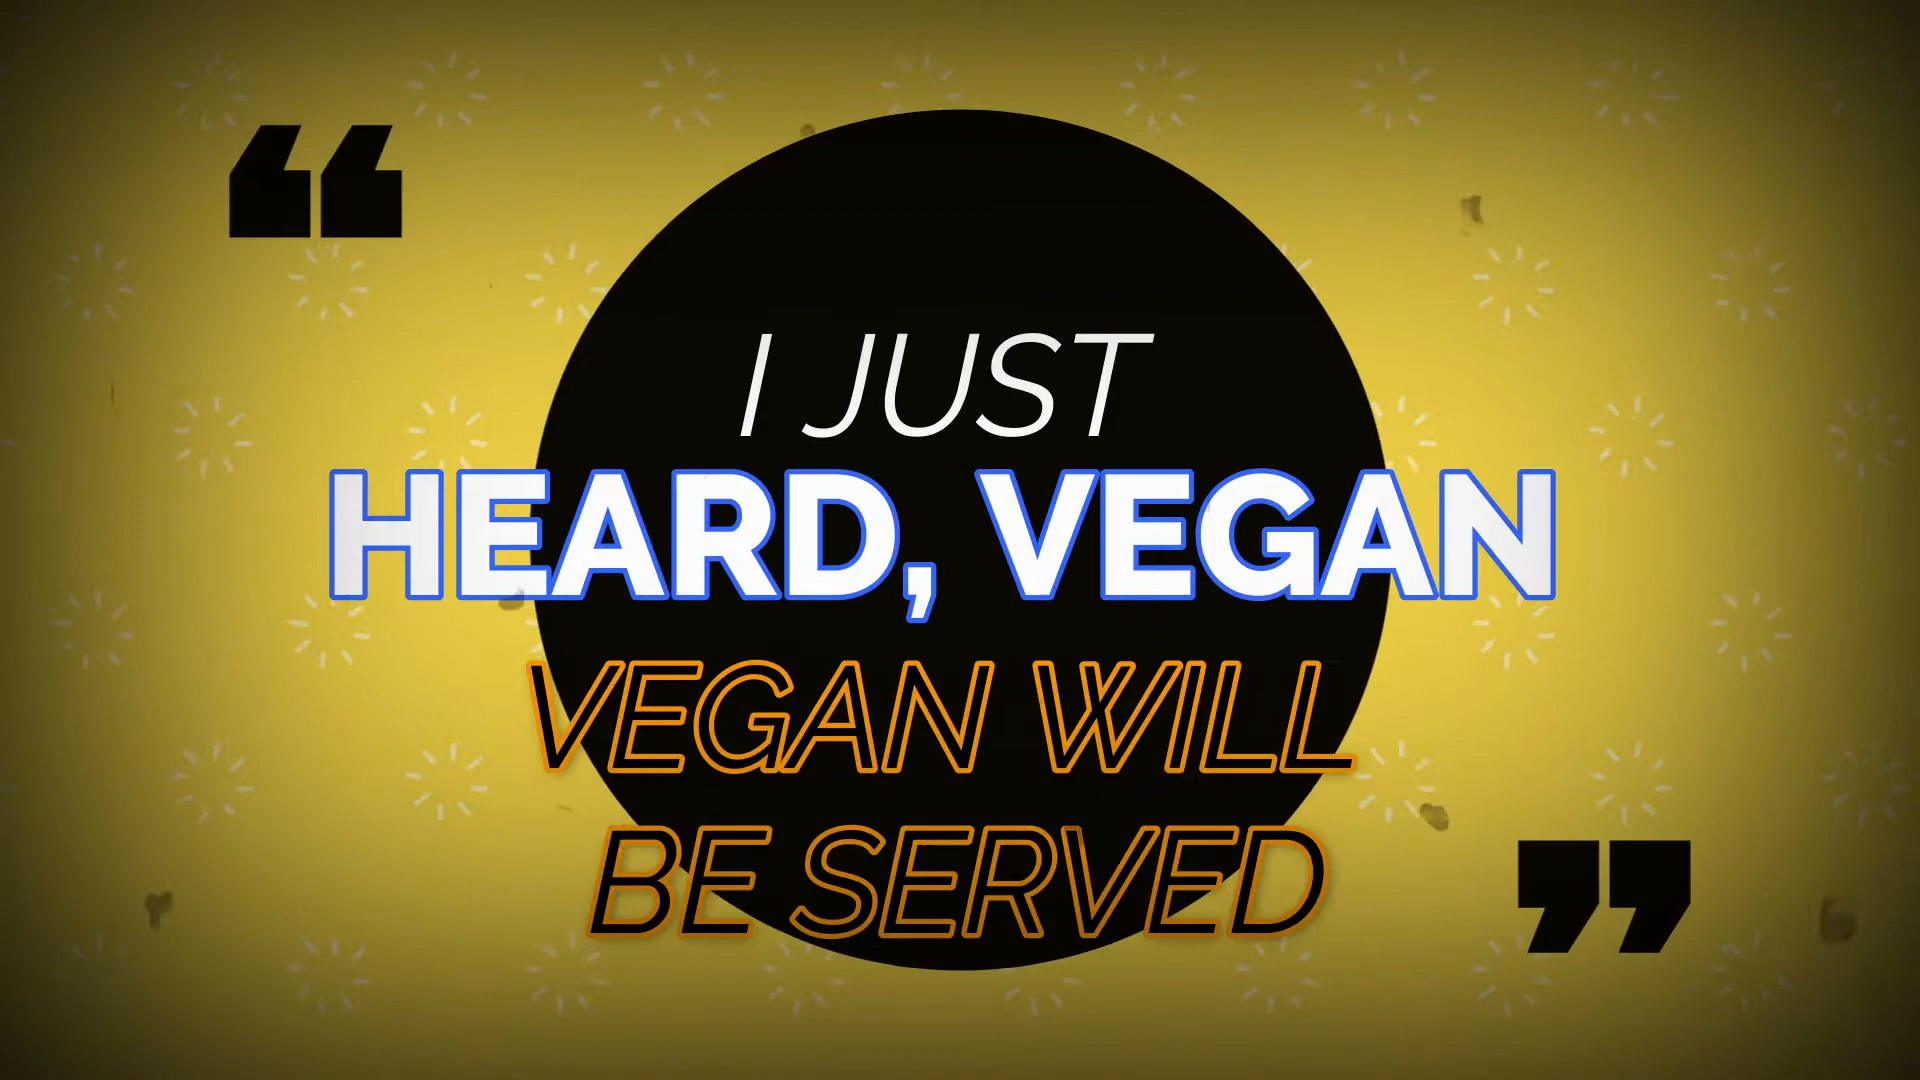 “
I JUST
HEARD, VEGAN
VEGAN WILL
BE SERVED
”